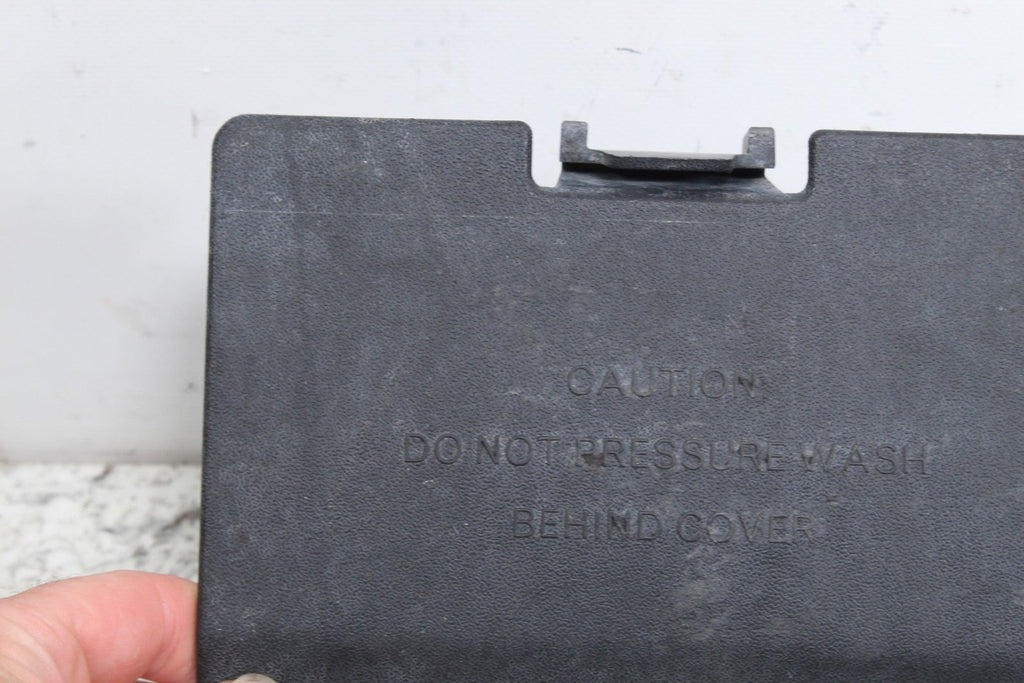 CAUTION:
DO NOT PRESSURE WASH
BEHIND COVER